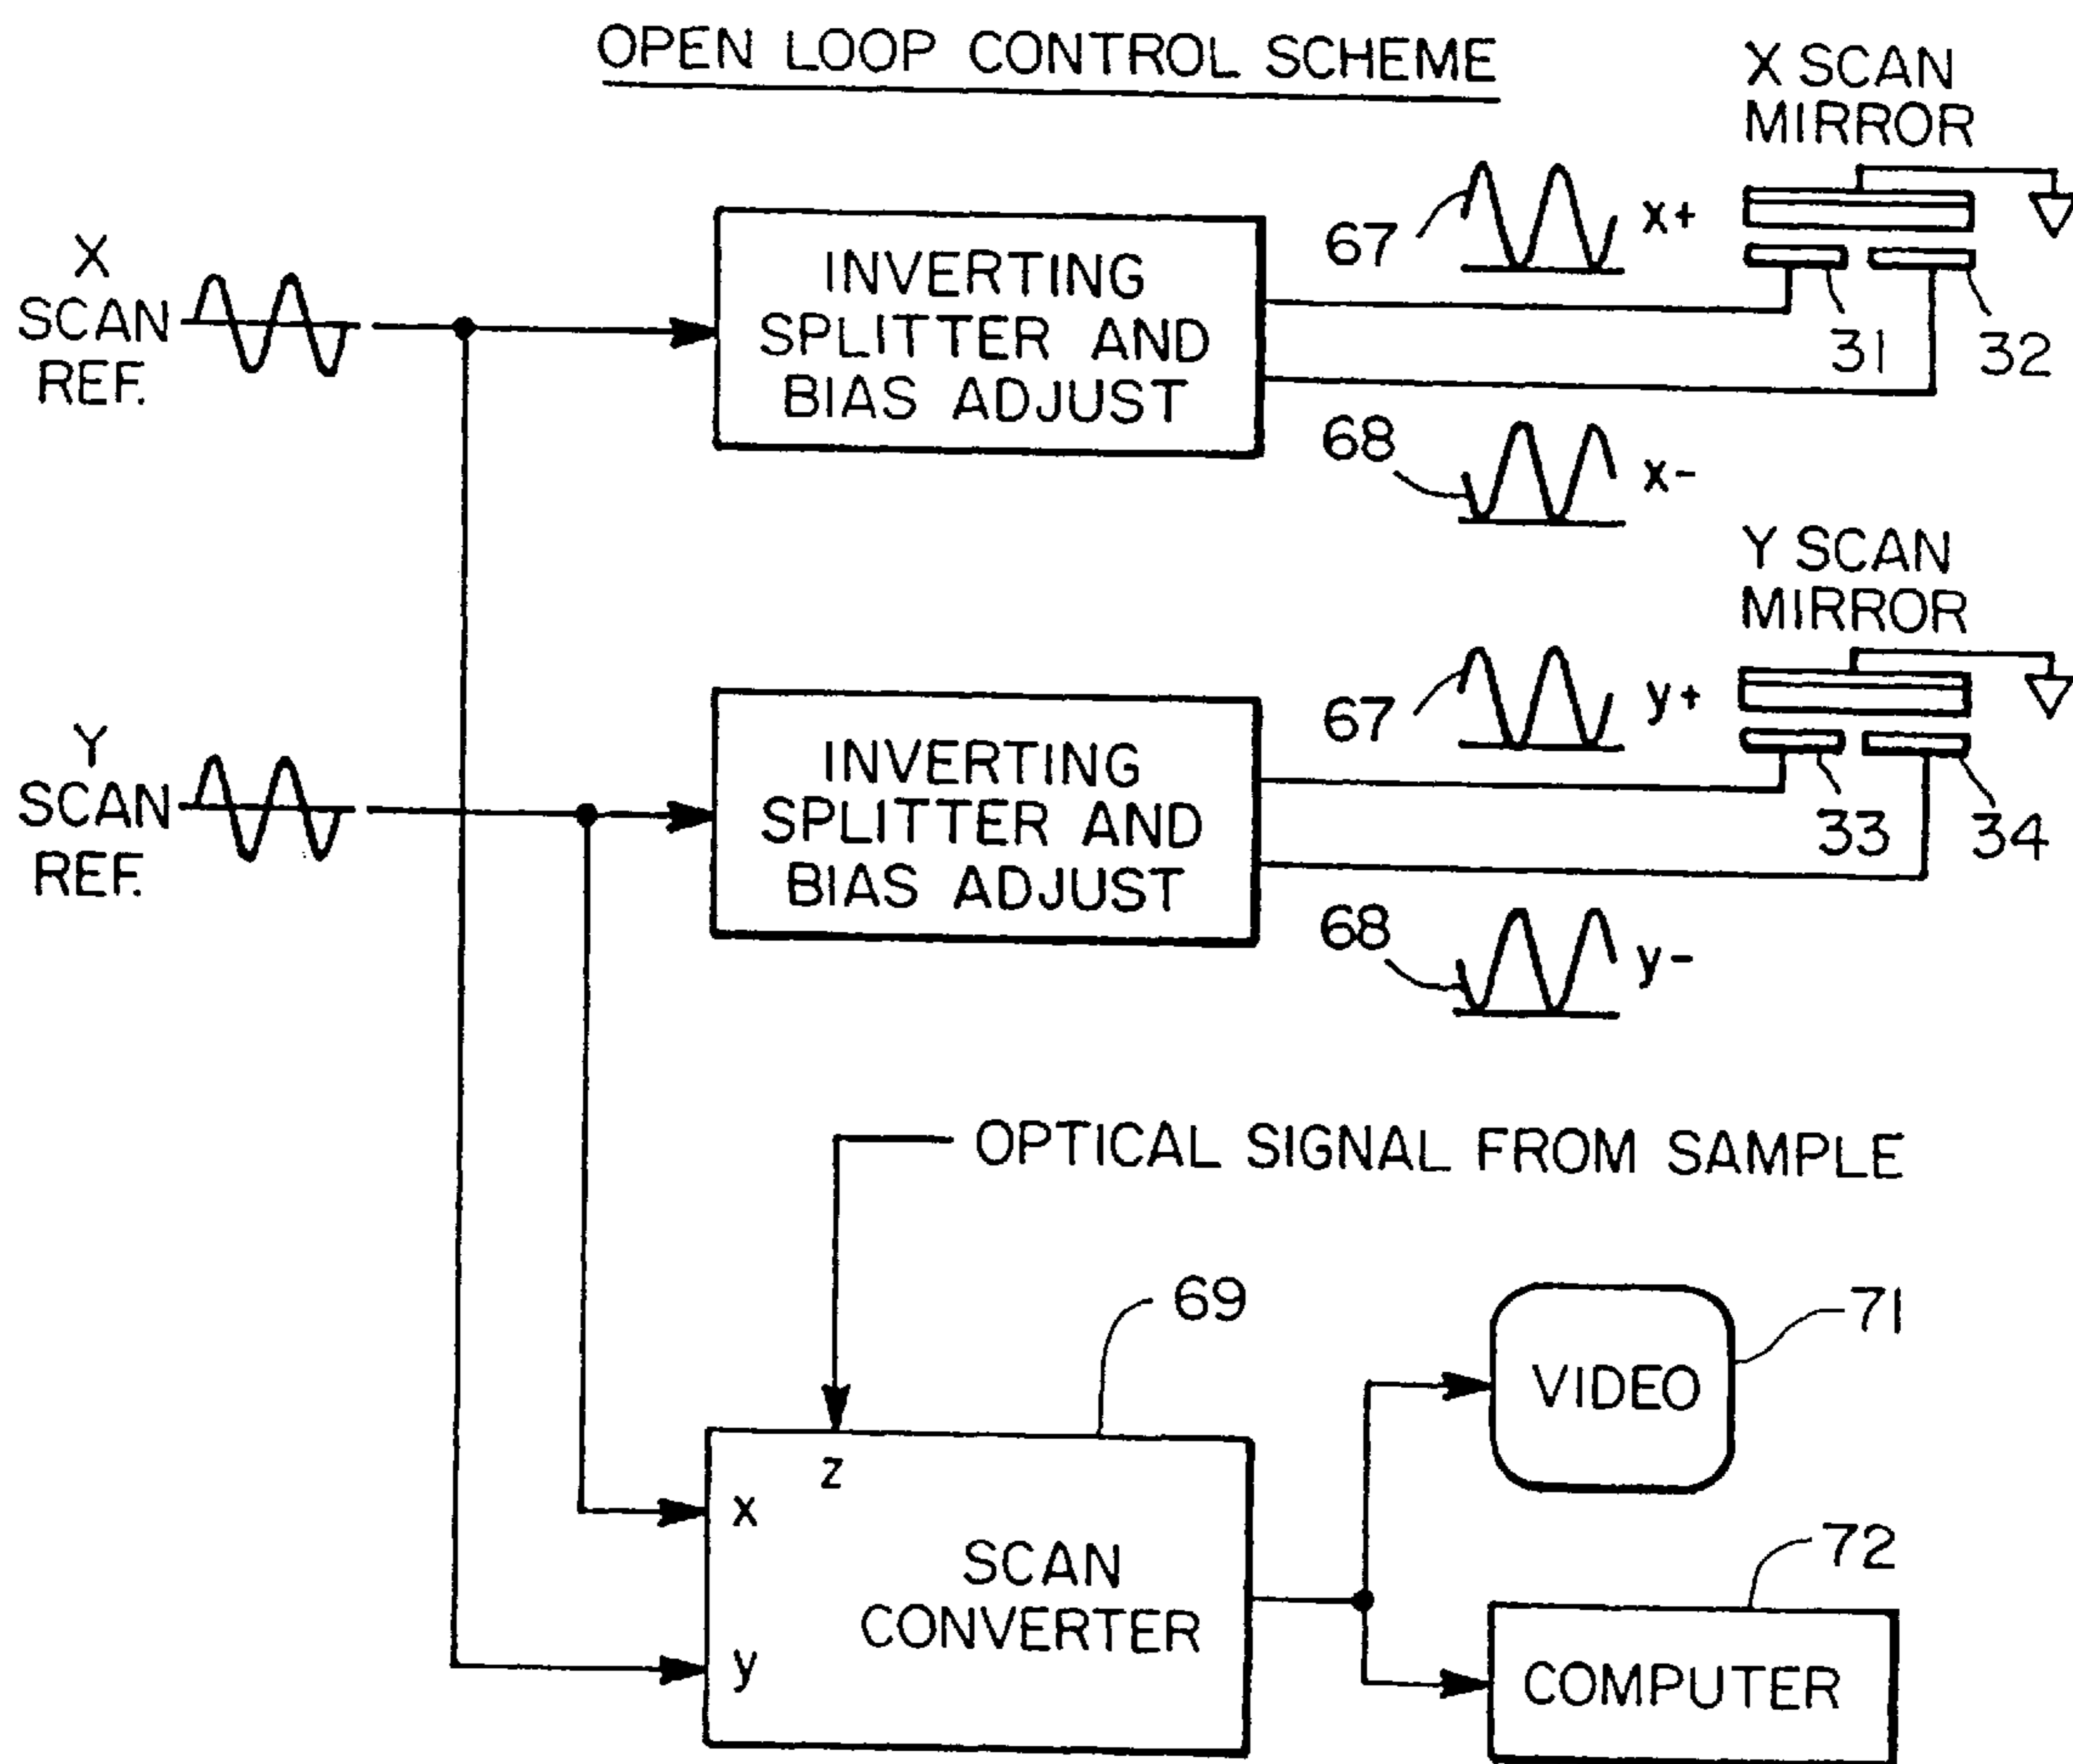 OPEN LOOP CONTROL SCHEME
X SCAN
MIRROR
X
SCAN
REF.
INVERTING
SPLITTER AND
BIAS ADJUST
67
x+
31
32
68
x-
Y SCAN
MIRROR
Y
SCAN
REF.
INVERTING
SPLITTER AND
BIAS ADJUST
67
y+
33
34
68
y-
OPTICAL SIGNAL FROM SAMPLE
69
71
VIDEO
z
x
SCAN
CONVERTER
y
72
COMPUTER